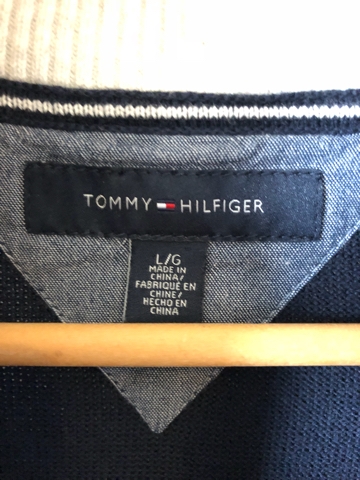 TOMMY HILFIGER
L/G
MADE IN
CHINA/
FABRIQUÉ EN
CHINE/
HECHO EN
CHINA